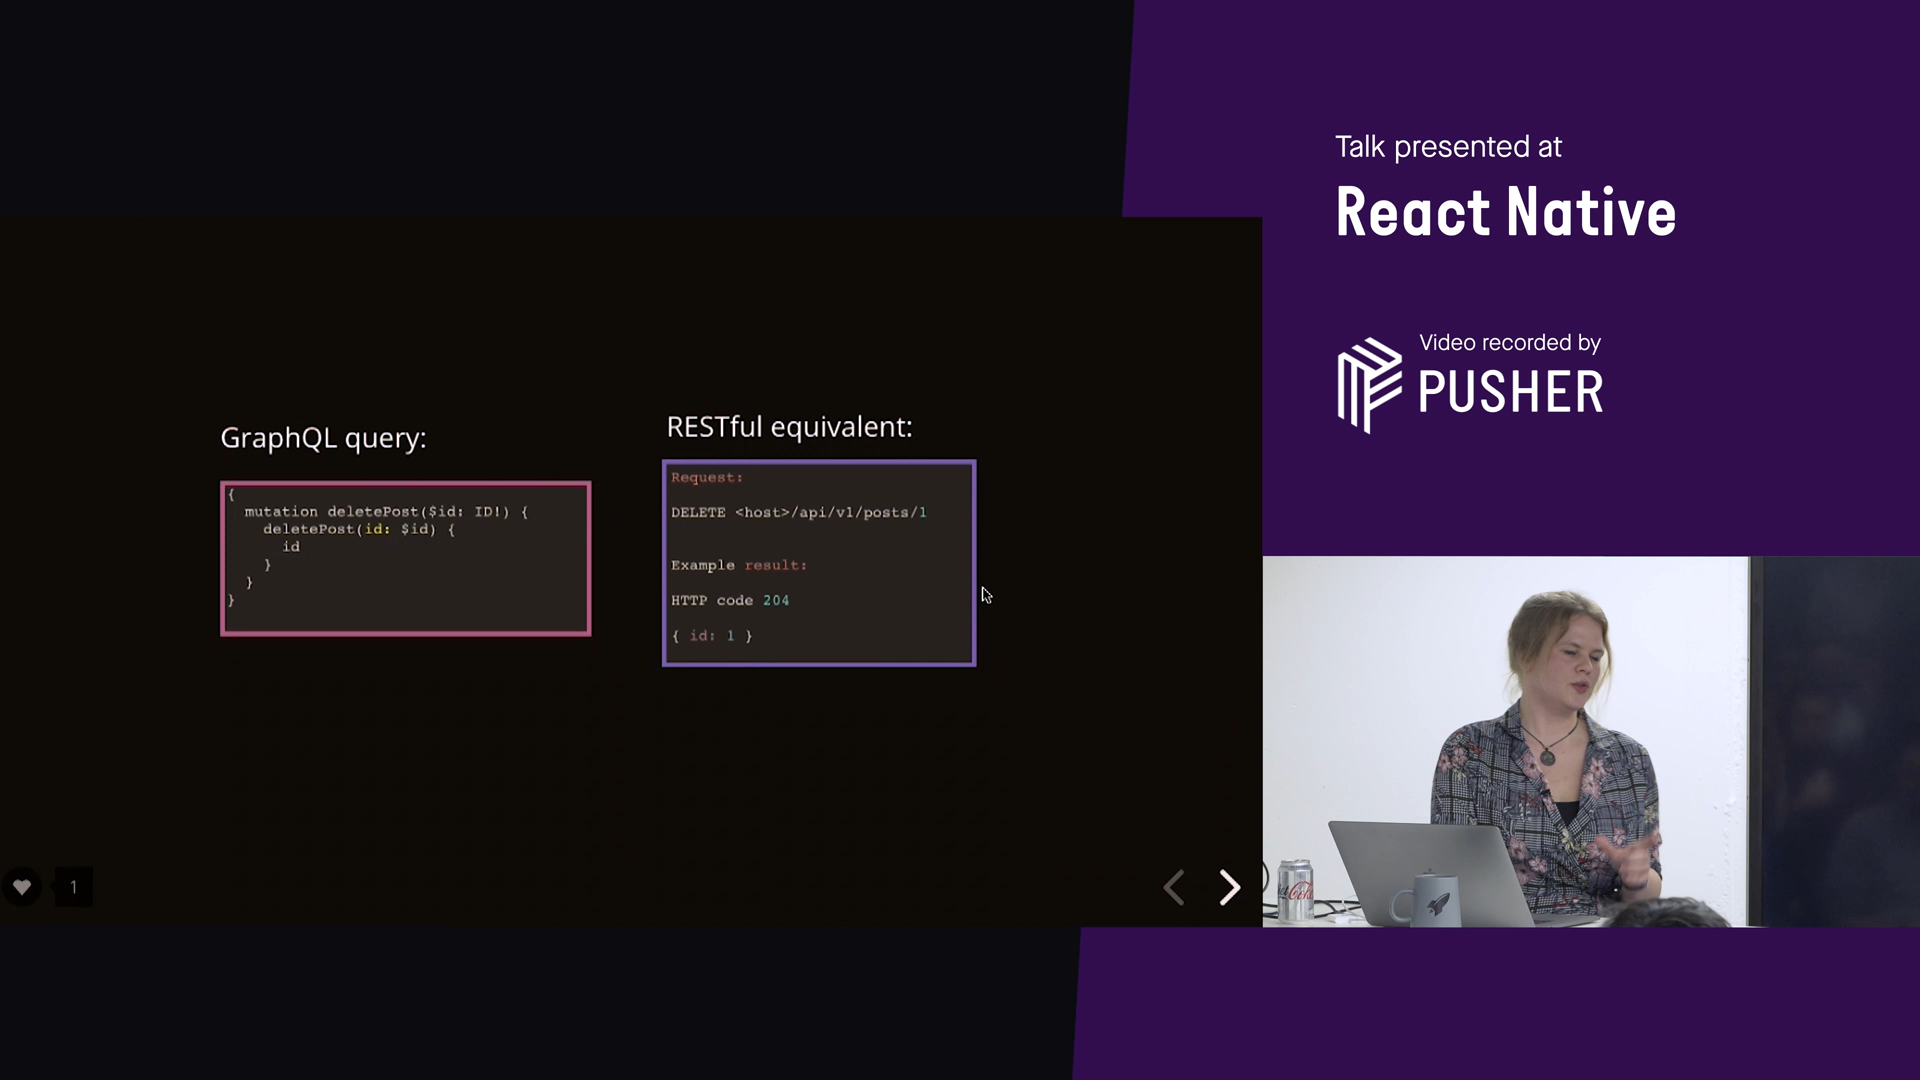 Talk presented at
React Native
Video recorded by
PUSHER
GraphQL query:
{
  mutation deletePost($id: ID!) {
    deletePost(id: $id) {
      id
    }
  }
}
RESTful equivalent:
Request:
DELETE <host>/api/v1/posts/1
Example result:
HTTP code 204
{ id: 1 }
1